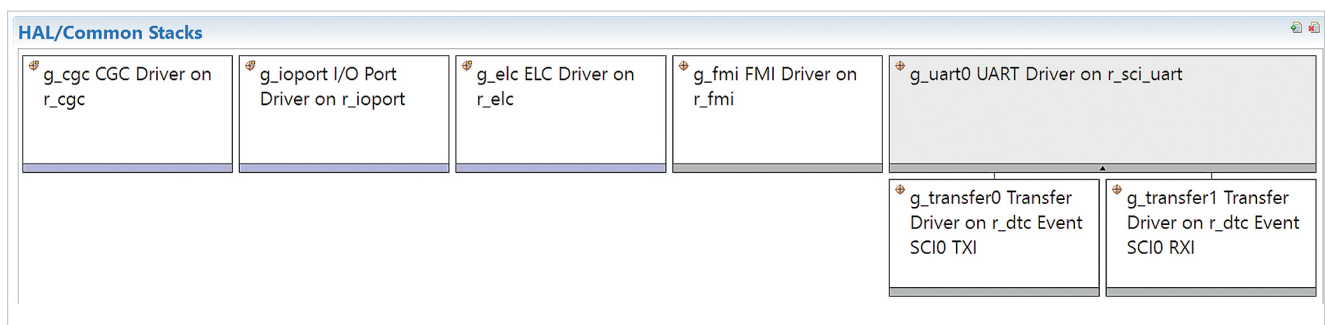 HAL/Common Stacks
g_cgc CGC Driver on
r_cgc
g_ioport I/O Port
Driver on r_ioport
g_elc ELC Driver on
r_elc
g_fmi FMI Driver on
r_fmi
g_uart0 UART Driver on r_sci_uart
g_transfer0 Transfer
Driver on r_dtc Event
SCI0 TXI
g_transfer1 Transfer
Driver on r_dtc Event
SCI0 RXI